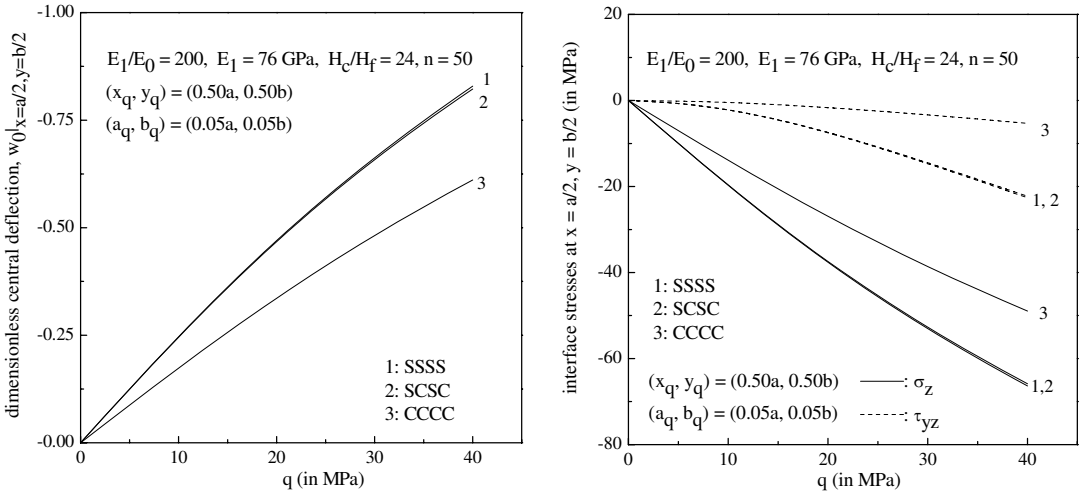 dimensionless central deflection, w0|x=a/2,y=b/2
-1.00
-0.75
-0.50
-0.25
-0.00
E1/E0 = 200, E1 = 76 GPa, Hc/Hf = 24, n = 50
(xq, yq) = (0.50a, 0.50b)
(aq, bq) = (0.05a, 0.05b)
1
2
3
1: SSSS
2: SCSC
3: CCCC
0 10 20 30 40
q (in MPa)
interface stresses at x = a/2, y = b/2 (in MPa)
20
0
-20
-40
-60
-80
E1/E0 = 200, E1 = 76 GPa, Hc/Hf = 24, n = 50
3
1, 2
3
1,2
1: SSSS
2: SCSC
3: CCCC
(xq, yq) = (0.50a, 0.50b) : σz
(aq, bq) = (0.05a, 0.05b) : τyz
0 10 20 30 40
q (in MPa)